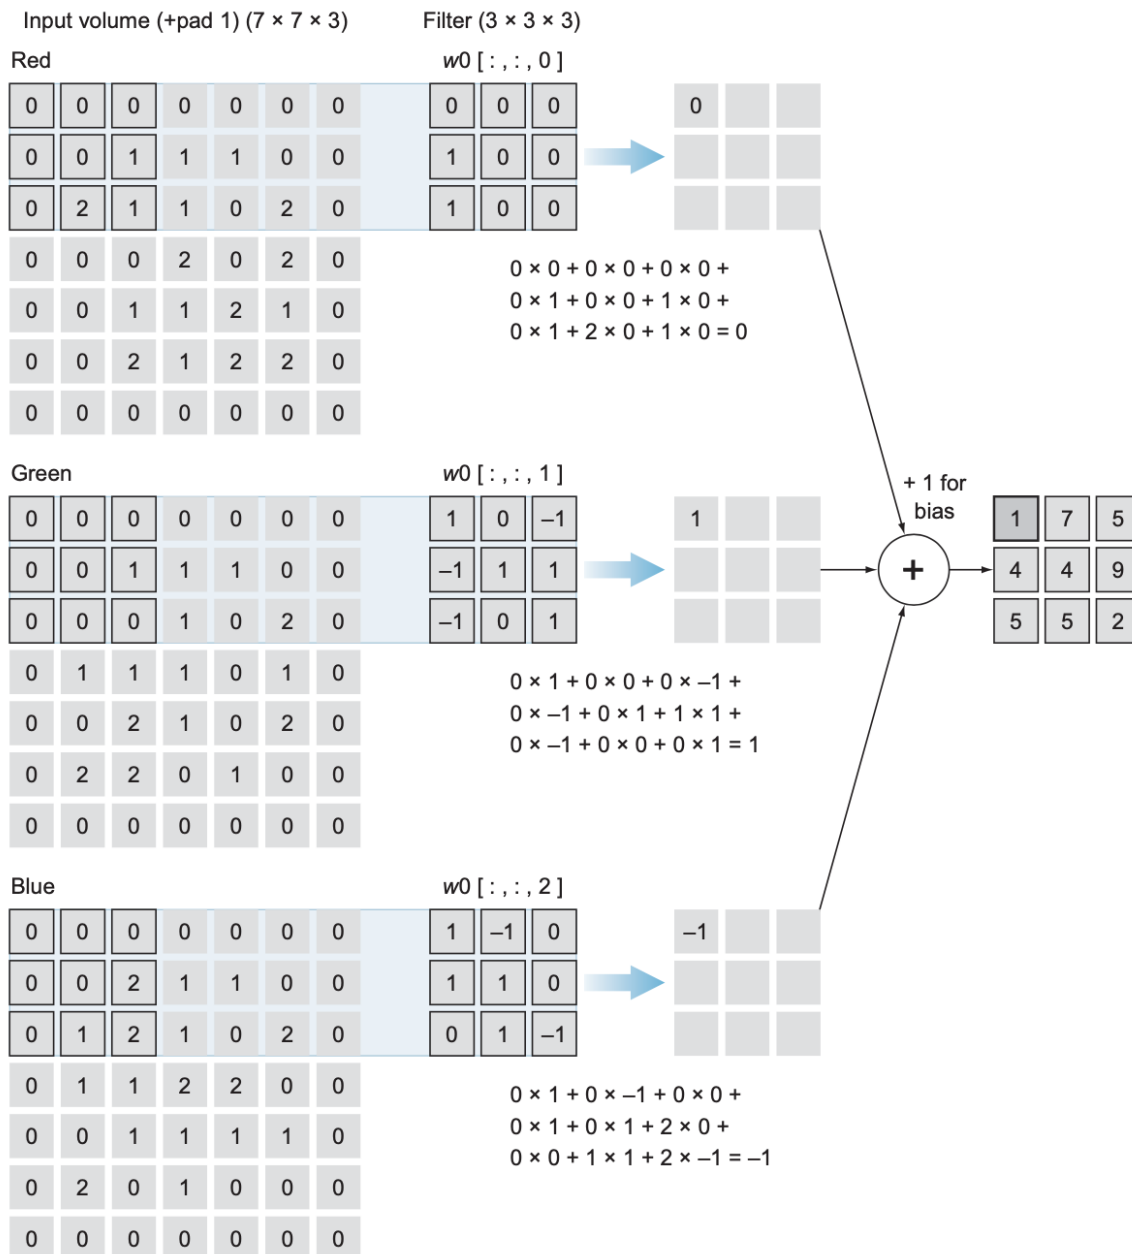 Input volume (+pad 1) (7 × 7 × 3) Filter (3 × 3 × 3)
Red w0 [ : , : , 0 ]
0 0 0 0 0 0 0 0 0 0 0
0 0 1 1 1 0 0 1 0 0
0 2 1 1 0 2 0 1 0 0
0 0 0 2 0 2 0
0 × 0 + 0 × 0 + 0 × 0 +
0 0 1 1 2 1 0
0 × 1 + 0 × 0 + 1 × 0 +
0 × 1 + 2 × 0 + 1 × 0 = 0
0 0 2 1 2 2 0
0 0 0 0 0 0 0
Green w0 [ : , : , 1 ]
+ 1 for
bias
0 0 0 0 0 0 0 1 0 –1 1 1 7 5
0 0 1 1 1 0 0 –1 1 1 + 4 4 9
0 0 0 1 0 2 0 –1 0 1 5 5 2
0 1 1 1 0 1 0
0 × 1 + 0 × 0 + 0 × –1 +
0 0 2 1 0 2 0
0 × –1 + 0 × 1 + 1 × 1 +
0 × –1 + 0 × 0 + 0 × 1 = 1
0 2 2 0 1 0 0
0 0 0 0 0 0 0
Blue w0 [ : , : , 2 ]
0 0 0 0 0 0 0 1 –1 0 –1
0 0 2 1 1 0 0 1 1 0
0 1 2 1 0 2 0 0 1 –1
0 1 1 2 2 0 0
0 × 1 + 0 × –1 + 0 × 0 +
0 0 1 1 1 1 0
0 × 1 + 0 × 1 + 2 × 0 +
0 × 0 + 1 × 1 + 2 × –1 = –1
0 2 0 1 0 0 0
0 0 0 0 0 0 0